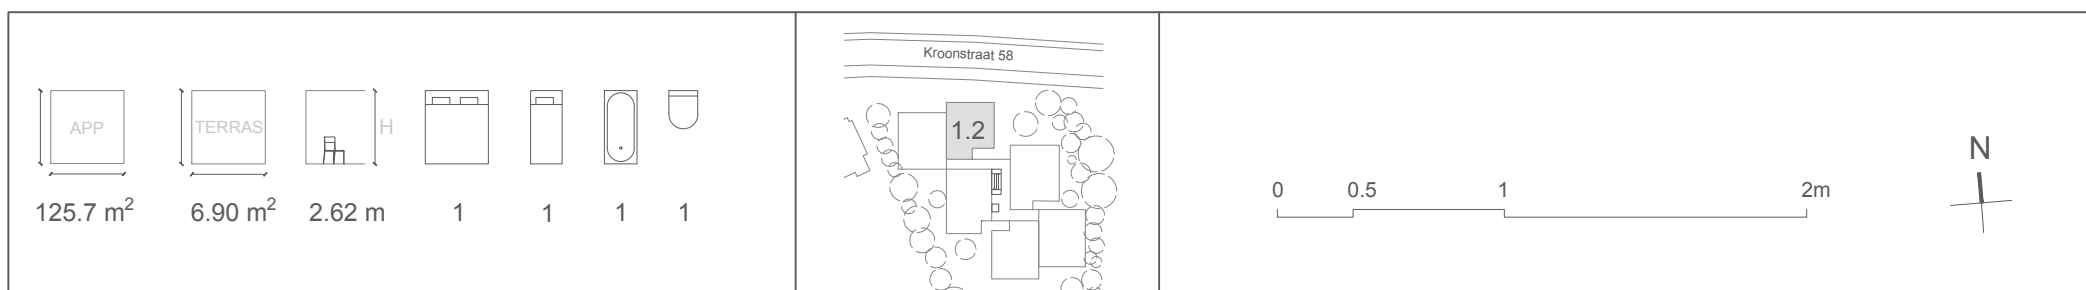 APP
TERRAS
H
125.7 m²
6.90 m²
2.62 m
1
1
1
1
Kroonstraat 58
1.2
0 0.5 1 2m
N